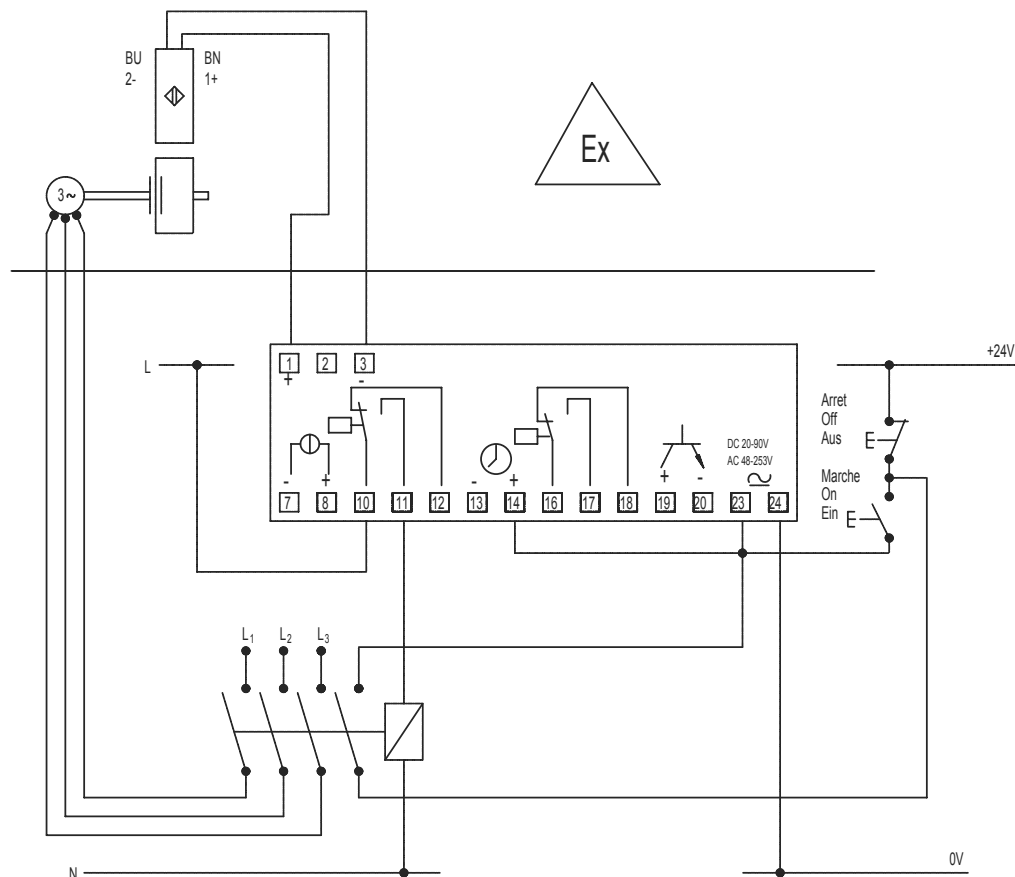 BU
2-
BN
1+
Ex
3~
L
+24V
1
2
3
+
-
Arret
Off
Aus
DC 20-90V
AC 48-253V
- + - + + -
7 8 10 11 12 13 14 16 17 18 19 20 23 24
Marche
On
Ein
L₁ L₂ L₃
N
0V